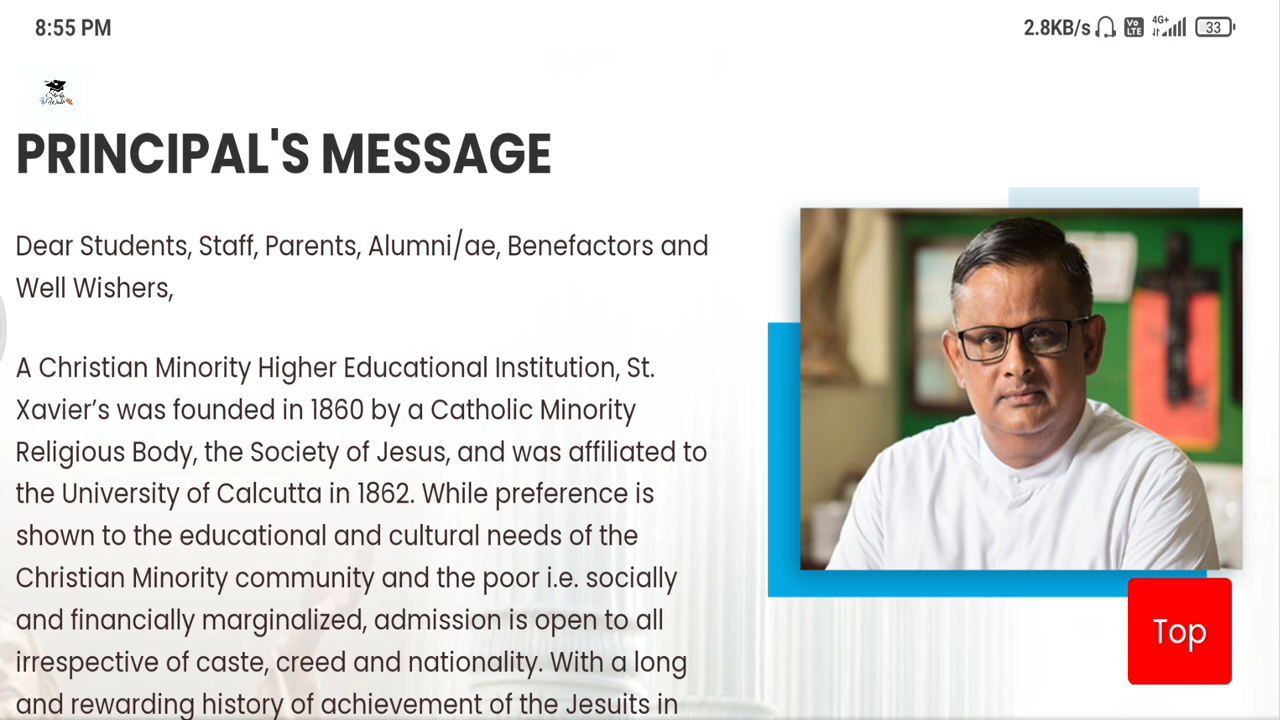 8:55 PM
2.8KB/s
Vo LTE
4G+
33
PRINCIPAL'S MESSAGE
Dear Students, Staff, Parents, Alumni/ae, Benefactors and
Well Wishers,
A Christian Minority Higher Educational Institution, St.
Xavier’s was founded in 1860 by a Catholic Minority
Religious Body, the Society of Jesus, and was affiliated to
the University of Calcutta in 1862. While preference is
shown to the educational and cultural needs of the
Christian Minority community and the poor i.e. socially
and financially marginalized, admission is open to all
irrespective of caste, creed and nationality. With a long
and rewarding history of achievement of the Jesuits in
Top